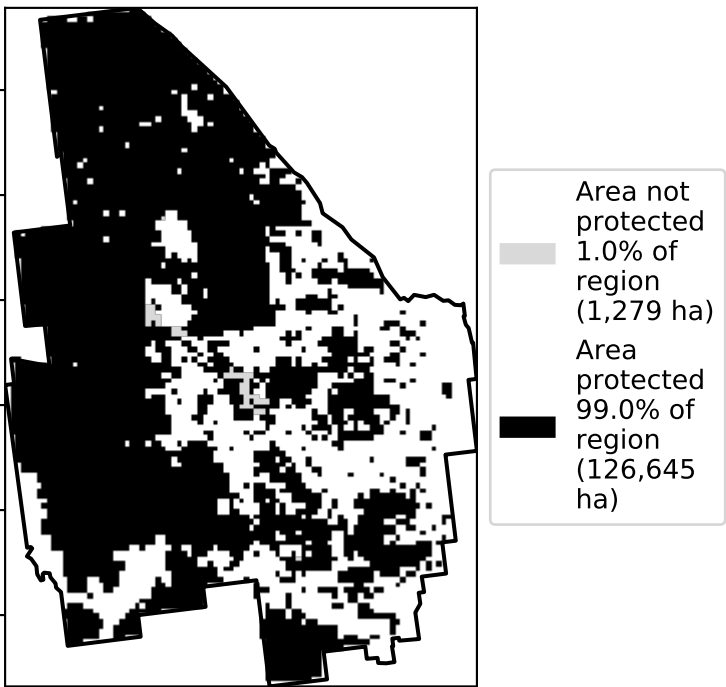 Area not
protected
1.0% of
region
(1,279 ha)
Area
protected
99.0% of
region
(126,645
ha)